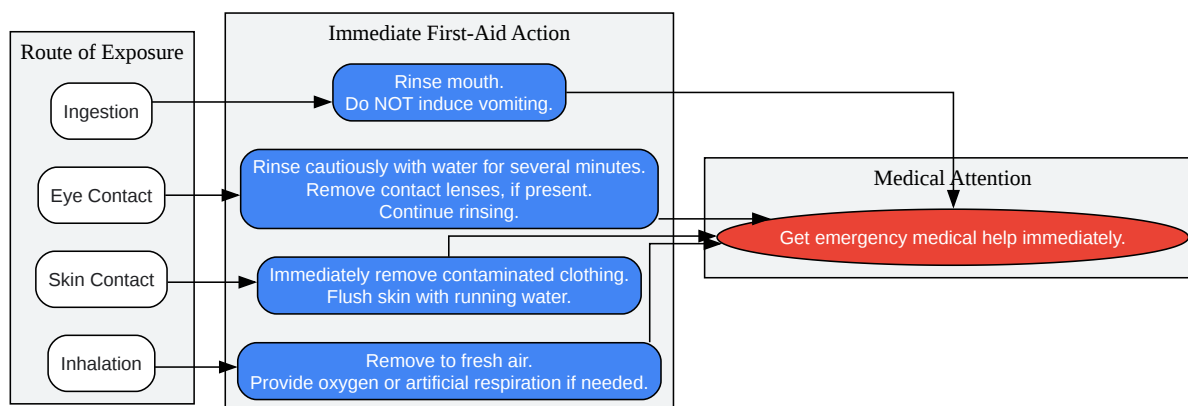 Route of Exposure
Ingestion
Eye Contact
Skin Contact
Inhalation
Immediate First-Aid Action
Rinse mouth.
Do NOT induce vomiting.
Rinse cautiously with water for several minutes.
Remove contact lenses, if present.
Continue rinsing.
Immediately remove contaminated clothing.
Flush skin with running water.
Remove to fresh air.
Provide oxygen or artificial respiration if needed.
Medical Attention
Get emergency medical help immediately.